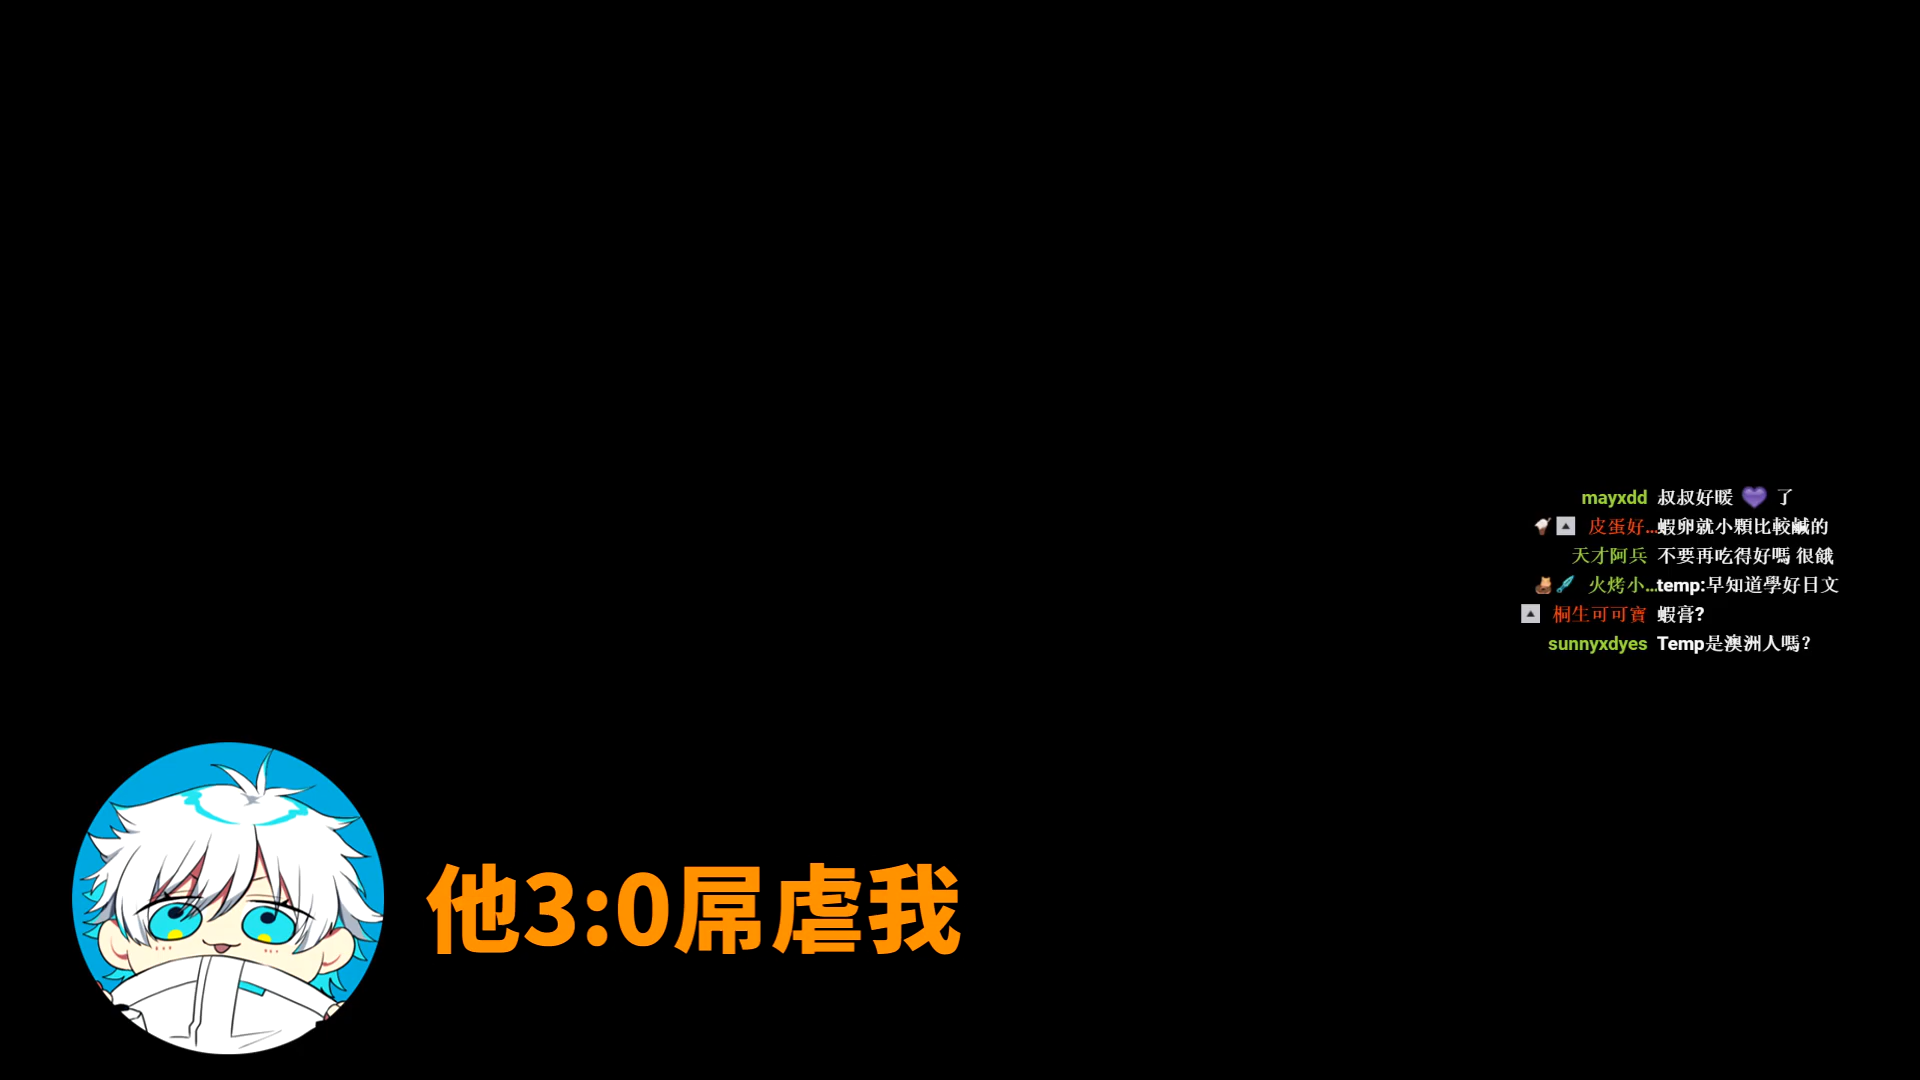 mayxdd 叔叔好暖 了
皮蛋好...蝦卵就小顆比較鹹的
天才阿兵 不要再吃得好嗎 很餓
火烤小...temp:早知道學好日文
桐生可可寶 蝦膏?
sunnyxdyes Temp是澳洲人嗎?
他3:0屌虐我